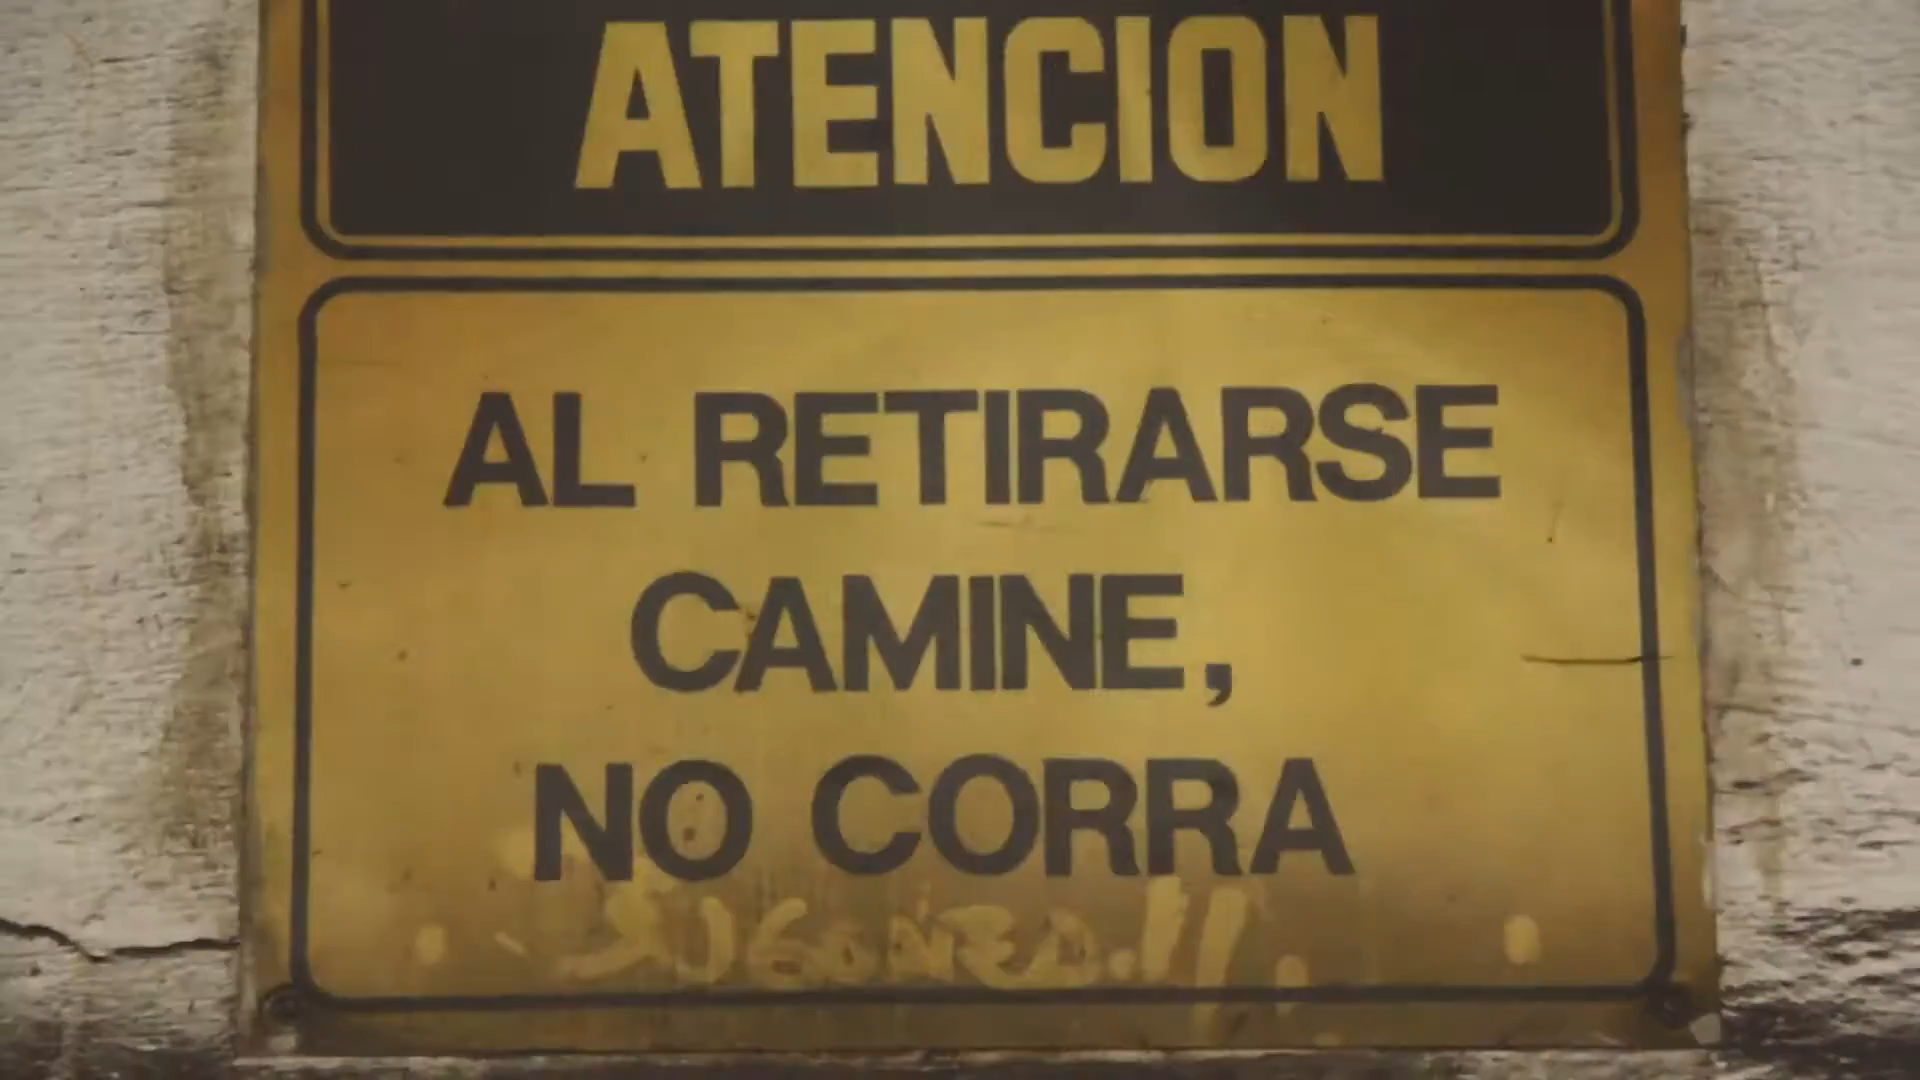 ATENCION
AL RETIRARSE
CAMINE,
NO CORRA